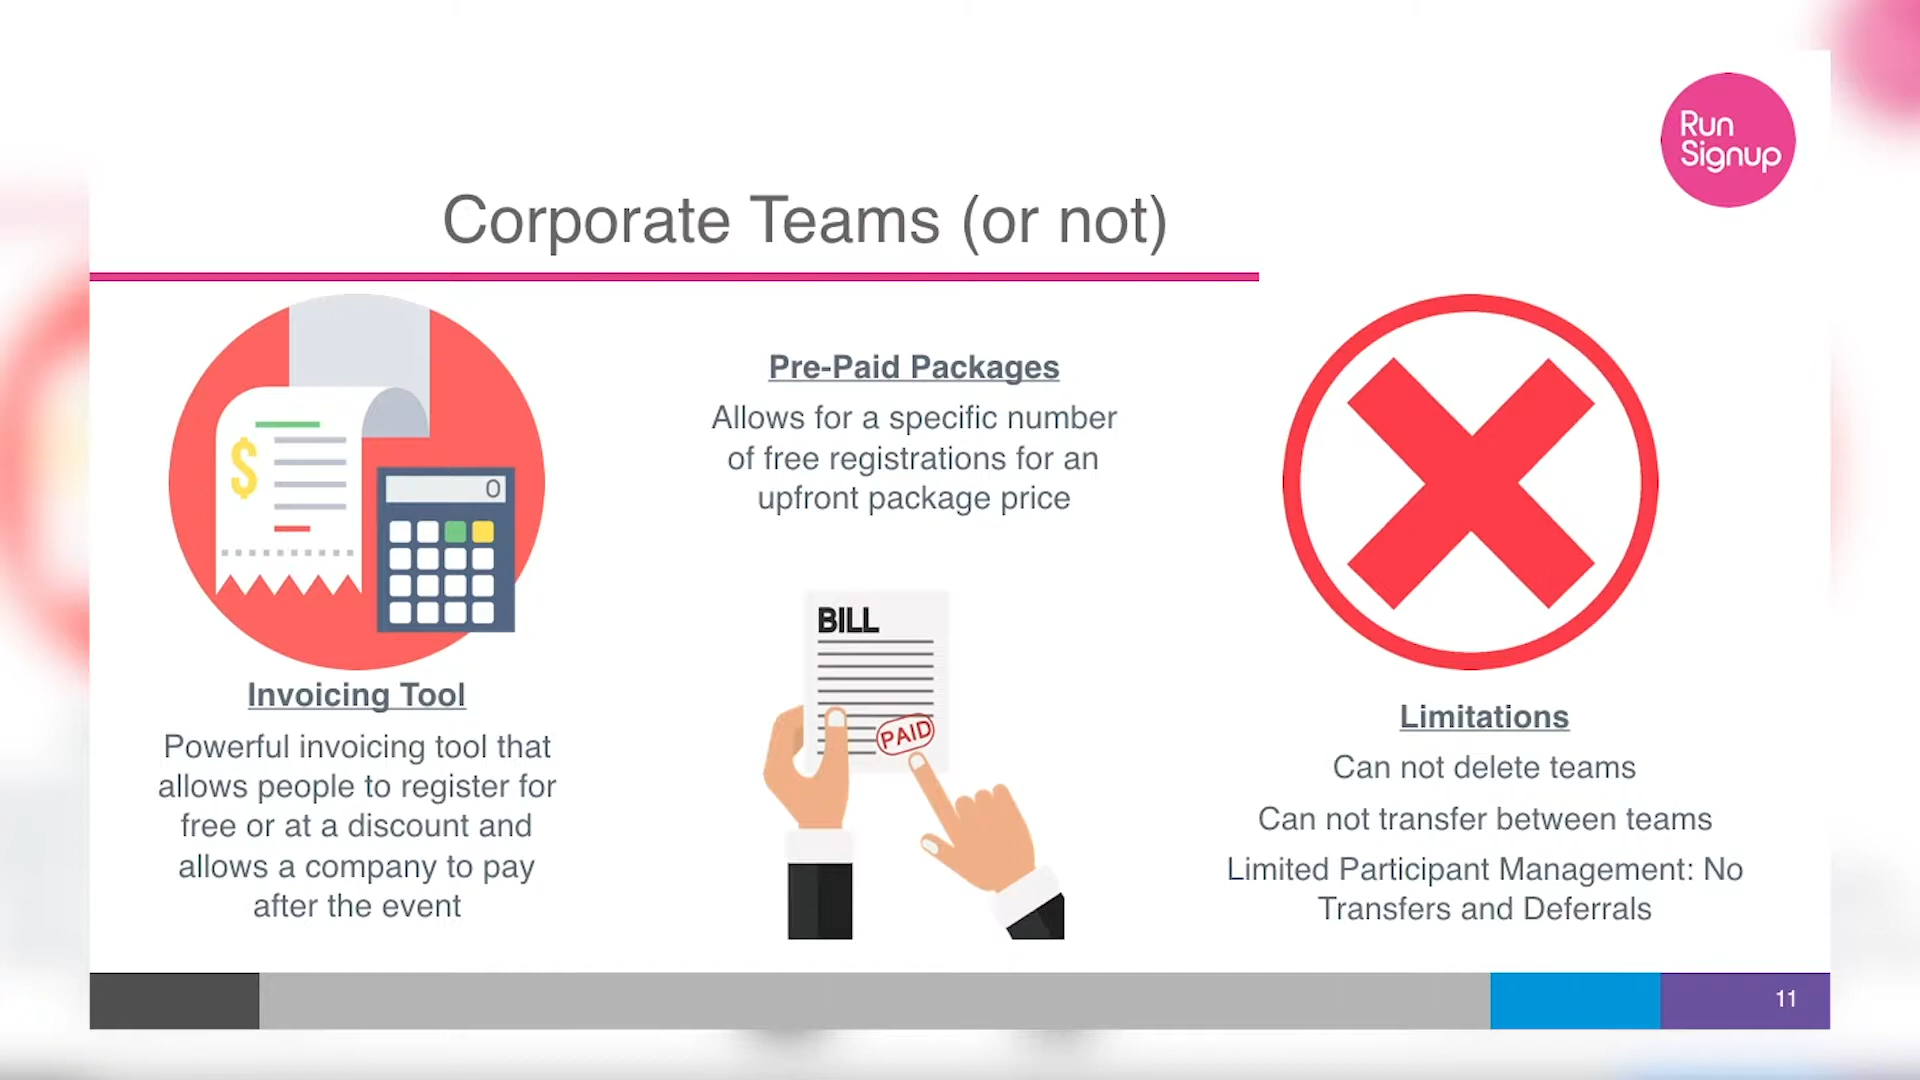 Run
Signup
Corporate Teams (or not)
$
0
Invoicing Tool
Powerful invoicing tool that
allows people to register for
free or at a discount and
allows a company to pay
after the event
Pre-Paid Packages
Allows for a specific number
of free registrations for an
upfront package price
BILL
PAID
Limitations
Can not delete teams
Can not transfer between teams
Limited Participant Management: No
Transfers and Deferrals
11